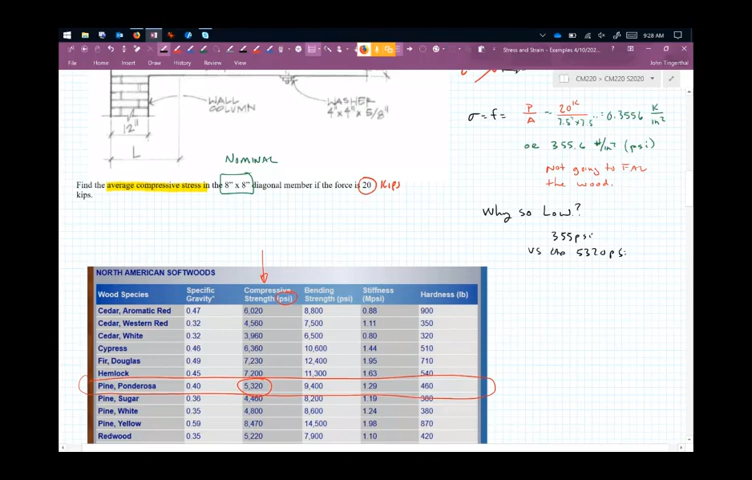 9:28 AM
Stress and Strain - Examples 4/10/202...
John Tingerthal
File
Home
Insert
Draw
History
Review
View
CM220 > CM220 S2020
WALL
COLUMN
WASHER
4"x4"x 5/8"
12"
L
NOMINAL
Find the average compressive stress in the 8" x 8" diagonal member if the force is 20 KIPS
kips.
σ = f = P/A = 20ᴷ/7.5"x7.5" = 0.3556 K/in²
or 355.6 #/in² (psi)
Not going to FAIL
the wood.
Why so Low?
355psi
vs the 5320psi
NORTH AMERICAN SOFTWOODS
Wood Species Specific Gravity* Compressive Strength (psi) Bending Strength (psi) Stiffness (Mpsi) Hardness (lb)
Cedar, Aromatic Red 0.47 6,020 8,800 0.88 900
Cedar, Western Red 0.32 4,560 7,500 1.11 350
Cedar, White 0.32 3,960 6,500 0.80 320
Cypress 0.46 6,360 10,600 1.44 510
Fir, Douglas 0.49 7,230 12,400 1.95 710
Hemlock 0.45 7,200 11,300 1.63 540
Pine, Ponderosa 0.40 5,320 9,400 1.29 460
Pine, Sugar 0.36 4,460 8,200 1.19 380
Pine, White 0.35 4,800 8,600 1.24 380
Pine, Yellow 0.59 8,470 14,500 1.98 870
Redwood 0.35 5,220 7,900 1.10 420